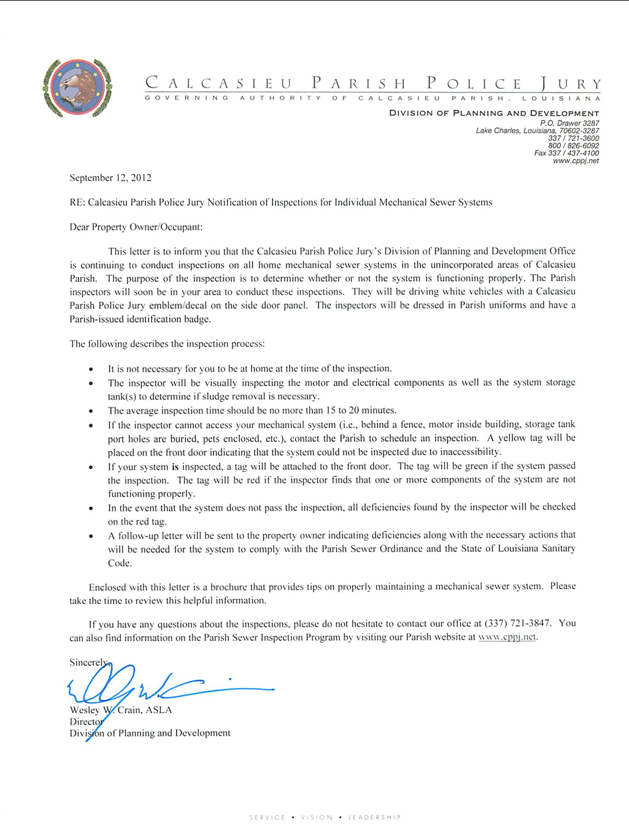 CALCASIEU PARISH POLICE JURY
GOVERNING AUTHORITY OF CALCASIEU PARISH, LOUISIANA
DIVISION OF PLANNING AND DEVELOPMENT
P.O. Drawer 3287
Lake Charles, Louisiana, 70602-3287
337 / 721-3600
800 / 826-6092
Fax 337 / 437-4100
www.cppj.net
September 12, 2012
RE: Calcasieu Parish Police Jury Notification of Inspections for Individual Mechanical Sewer Systems
Dear Property Owner/Occupant:
This letter is to inform you that the Calcasieu Parish Police Jury's Division of Planning and Development Office
is continuing to conduct inspections on all home mechanical sewer systems in the unincorporated areas of Calcasieu
Parish. The purpose of the inspection is to determine whether or not the system is functioning properly. The Parish
inspectors will soon be in your area to conduct these inspections. They will be driving white vehicles with a Calcasieu
Parish Police Jury emblem/decal on the side door panel. The inspectors will be dressed in Parish uniforms and have a
Parish-issued identification badge.
The following describes the inspection process:
• It is not necessary for you to be at home at the time of the inspection.
• The inspector will be visually inspecting the motor and electrical components as well as the system storage
tank(s) to determine if sludge removal is necessary.
• The average inspection time should be no more than 15 to 20 minutes.
• If the inspector cannot access your mechanical system (i.e., behind a fence, motor inside building, storage tank
port holes are buried, pets enclosed, etc.), contact the Parish to schedule an inspection. A yellow tag will be
placed on the front door indicating that the system could not be inspected due to inaccessibility.
• If your system is inspected, a tag will be attached to the front door. The tag will be green if the system passed
the inspection. The tag will be red if the inspector finds that one or more components of the system are not
functioning properly.
• In the event that the system does not pass the inspection, all deficiencies found by the inspector will be checked
on the red tag.
• A follow-up letter will be sent to the property owner indicating deficiencies along with the necessary actions that
will be needed for the system to comply with the Parish Sewer Ordinance and the State of Louisiana Sanitary
Code.
Enclosed with this letter is a brochure that provides tips on properly maintaining a mechanical sewer system. Please
take the time to review this helpful information.
If you have any questions about the inspections, please do not hesitate to contact our office at (337) 721-3847. You
can also find information on the Parish Sewer Inspection Program by visiting our Parish website at www.cppj.net.
Sincerely,
Wesley W. Crain, ASLA
Director
Division of Planning and Development
SERVICE • VISION • LEADERSHIP